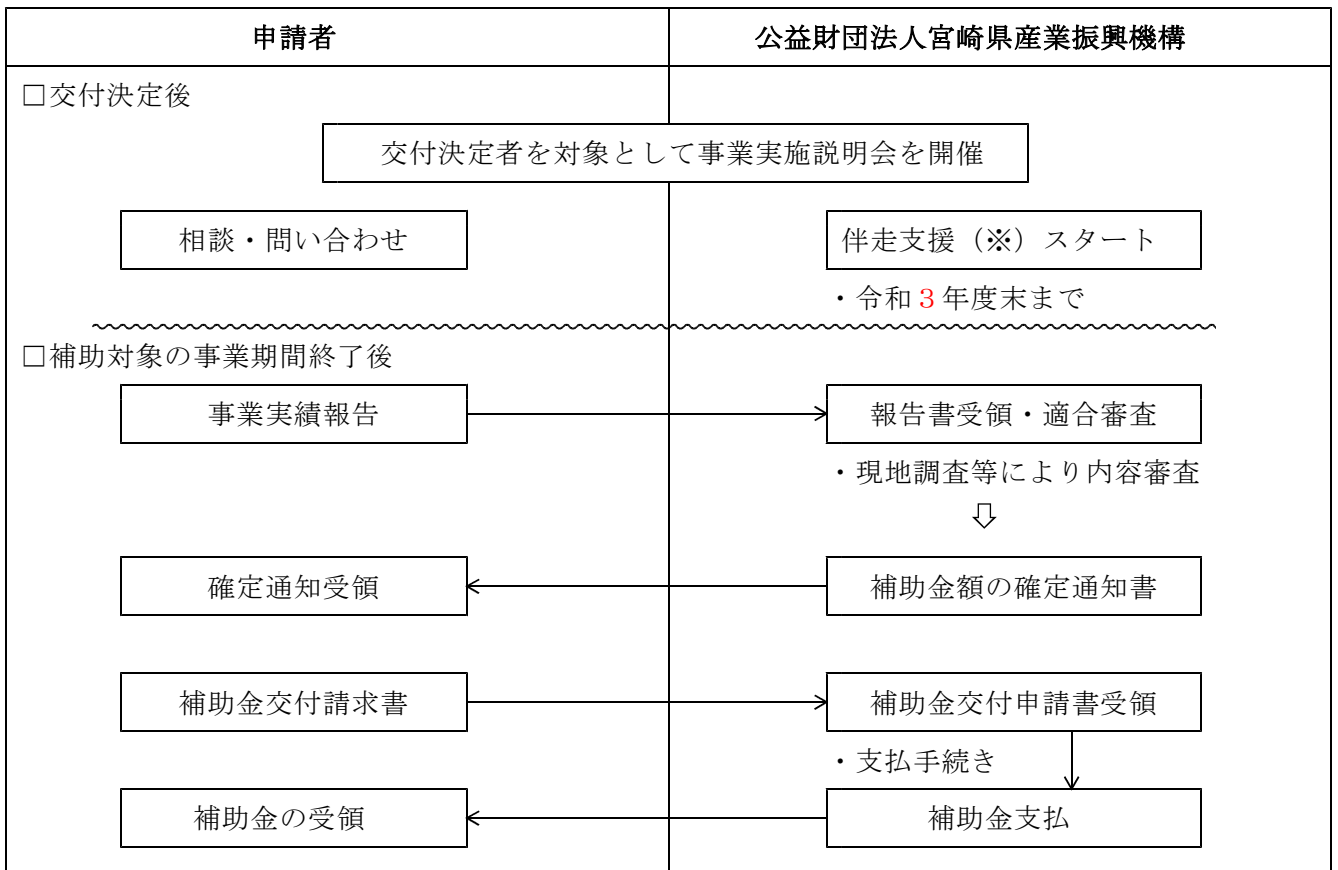 申請者
公益財団法人宮崎県産業振興機構
□交付決定後
交付決定者を対象として事業実施説明会を開催
相談・問い合わせ
伴走支援（※）スタート
・令和３年度末まで
□補助対象の事業期間終了後
事業実績報告
報告書受領・適合審査
・現地調査等により内容審査
⇩
確定通知受領
補助金額の確定通知書
補助金交付請求書
補助金交付申請書受領
・支払手続き
補助金の受領
補助金支払